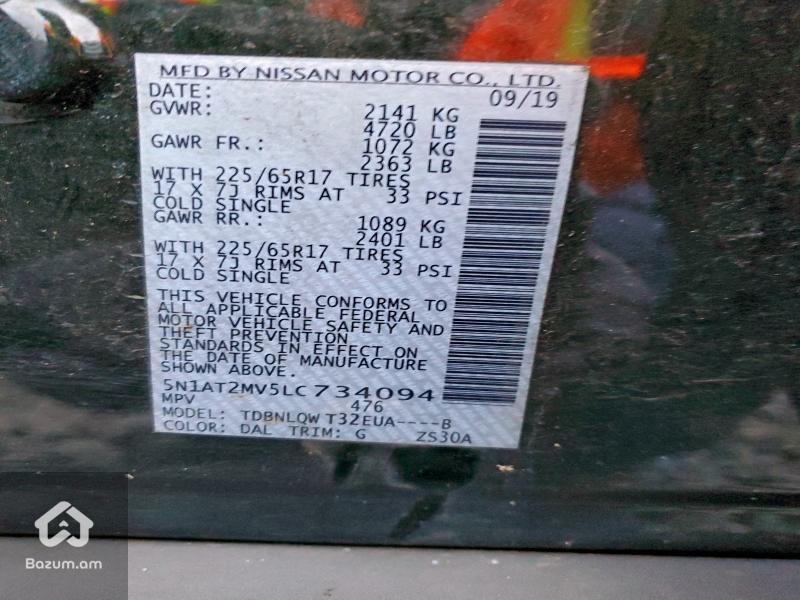 MFD BY NISSAN MOTOR CO., LTD.
DATE: 09/19
GVWR: 2141 KG
4720 LB
GAWR FR.: 1072 KG
2363 LB
WITH 225/65R17 TIRES
17 X 7J RIMS AT 33 PSI
COLD SINGLE
GAWR RR.: 1089 KG
2401 LB
WITH 225/65R17 TIRES
17 X 7J RIMS AT 33 PSI
COLD SINGLE
THIS VEHICLE CONFORMS TO
ALL APPLICABLE FEDERAL
MOTOR VEHICLE SAFETY AND
THEFT PREVENTION
STANDARDS IN EFFECT ON
THE DATE OF MANUFACTURE
SHOWN ABOVE.
5N1AT2MV5LC734094
MPV 476
MODEL: TDBNLQW T32EUA----B
COLOR: DAL TRIM: G ZS30A
Bazum.am